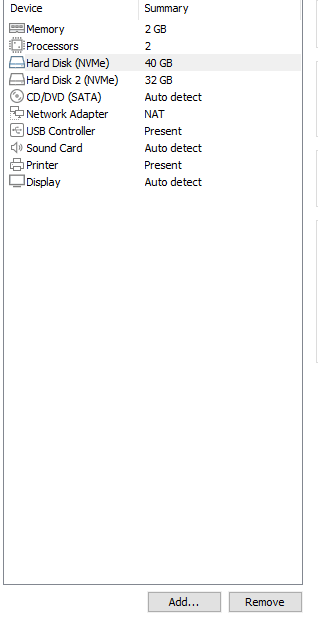 Device Summary
Memory 2 GB
Processors 2
Hard Disk (NVMe) 40 GB
Hard Disk 2 (NVMe) 32 GB
CD/DVD (SATA) Auto detect
Network Adapter NAT
USB Controller Present
Sound Card Auto detect
Printer Present
Display Auto detect
Add... Remove